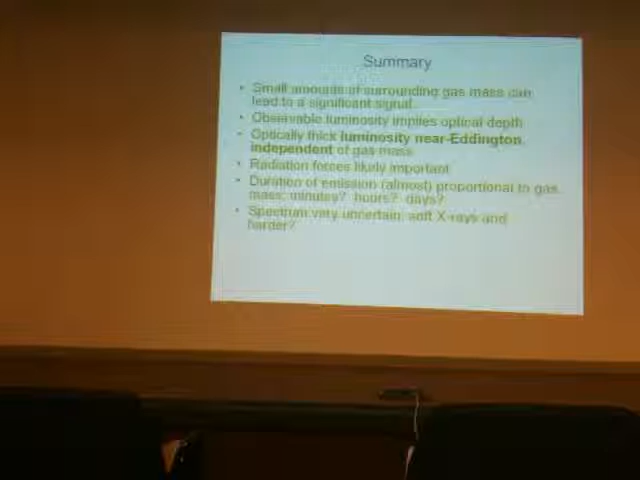 Summary
• Small amounts of surrounding gas mass can
lead to a significant signal.
• Observable luminosity implies optical depth
• Optically thick luminosity near-Eddington,
independent of gas mass
• Radiation forces likely important
• Duration of emission (almost) proportional to gas
mass; minutes? hours? days?
• Spectrum very uncertain: soft X-rays and
harder?